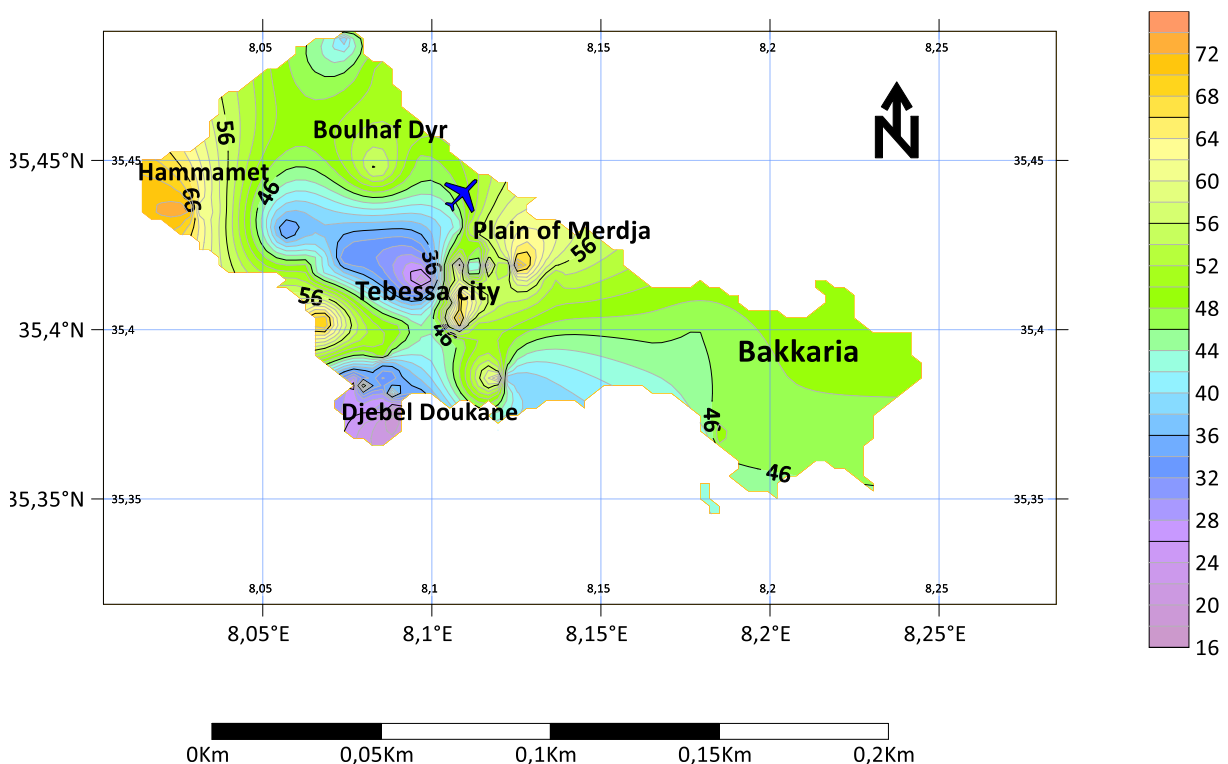 8,05 8,1 8,15 8,2 8,25
72
68
64
60
56
52
48
44
40
36
32
28
24
20
16
N
56
Boulhaf Dyr
35,45°N 35,45 35,45
Hammamet
66
46
Plain of Merdja
56
36
Tebessa city
56
35,4°N 35,4 35,4
46
Bakkaria
Djebel Doukane
46
46
35,35°N 35,35 35,35
8,05 8,1 8,15 8,2 8,25
8,05°E 8,1°E 8,15°E 8,2°E 8,25°E
0Km 0,05Km 0,1Km 0,15Km 0,2Km